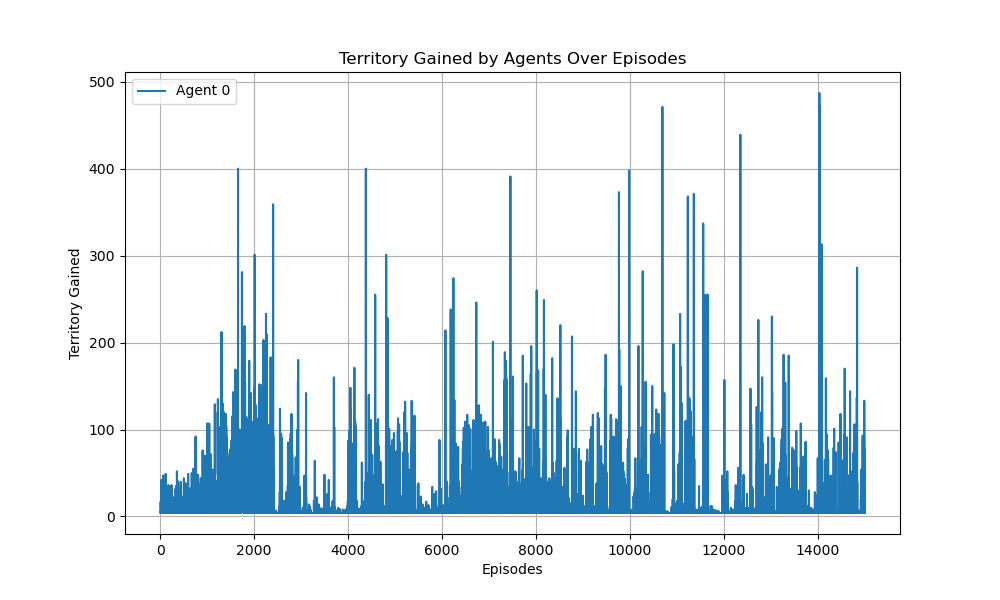 Territory Gained by Agents Over Episodes
Agent 0
Territory Gained
500
400
300
200
100
0
0 2000 4000 6000 8000 10000 12000 14000
Episodes